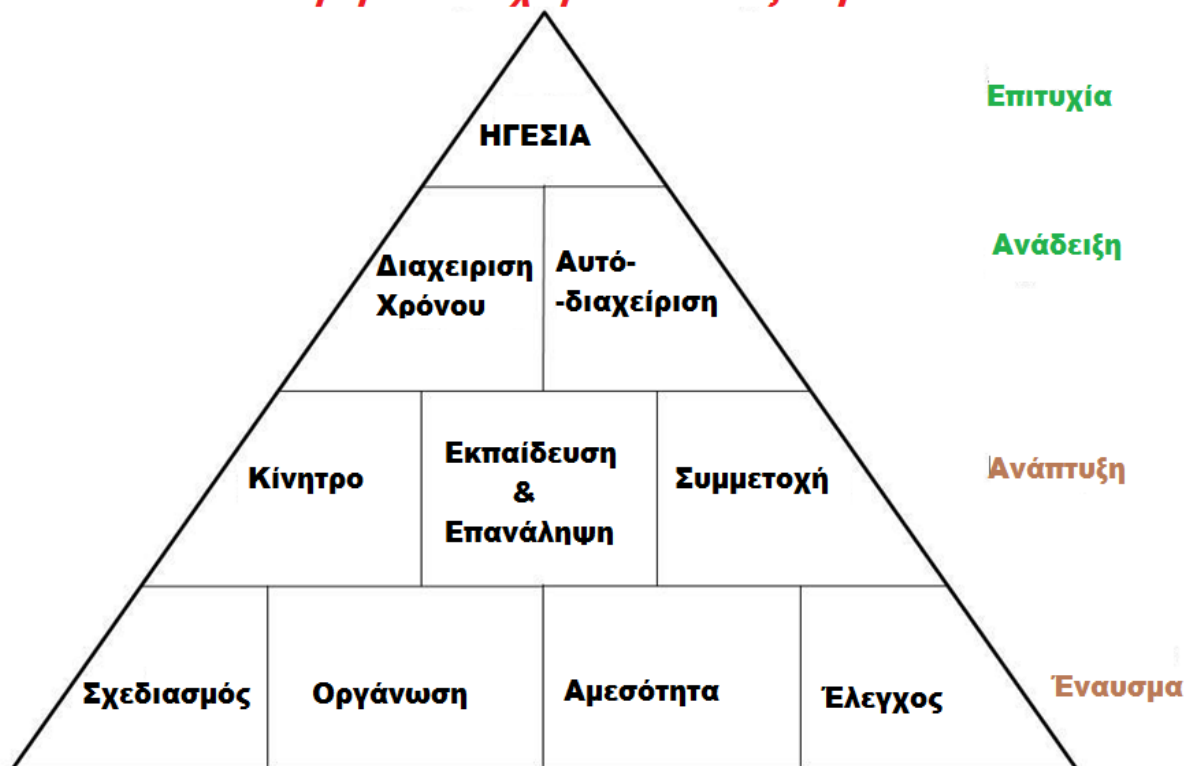 ΗΓΕΣΙΑ
Επιτυχία
Διαχειριση
Χρόνου
Αυτό-
-διαχείριση
Ανάδειξη
Κίνητρο
Εκπαίδευση
&
Επανάληψη
Συμμετοχή
Ανάπτυξη
Σχεδιασμός
Οργάνωση
Αμεσότητα
Έλεγχος
Έναυσμα